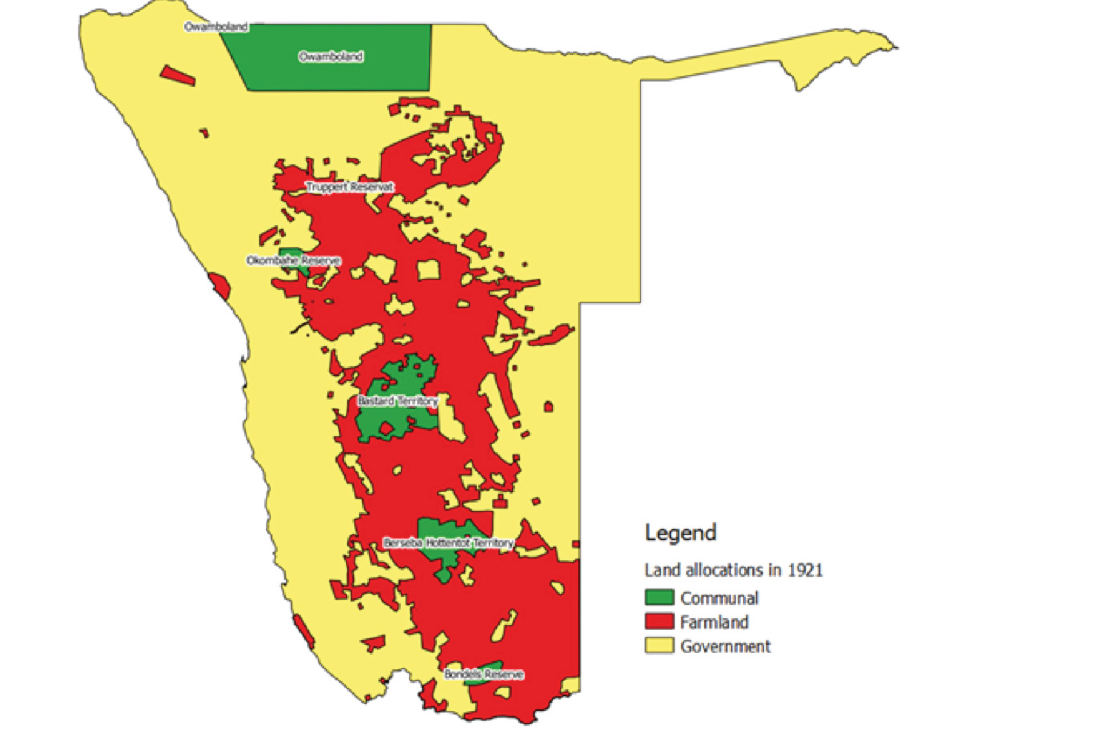 Owamboland
Owamboland
Truppert Reservat
Okombahe Reserve
Bastard Territory
Berseba Hottentot Territory
Bondels Reserve
Legend
Land allocations in 1921
Communal
Farmland
Government